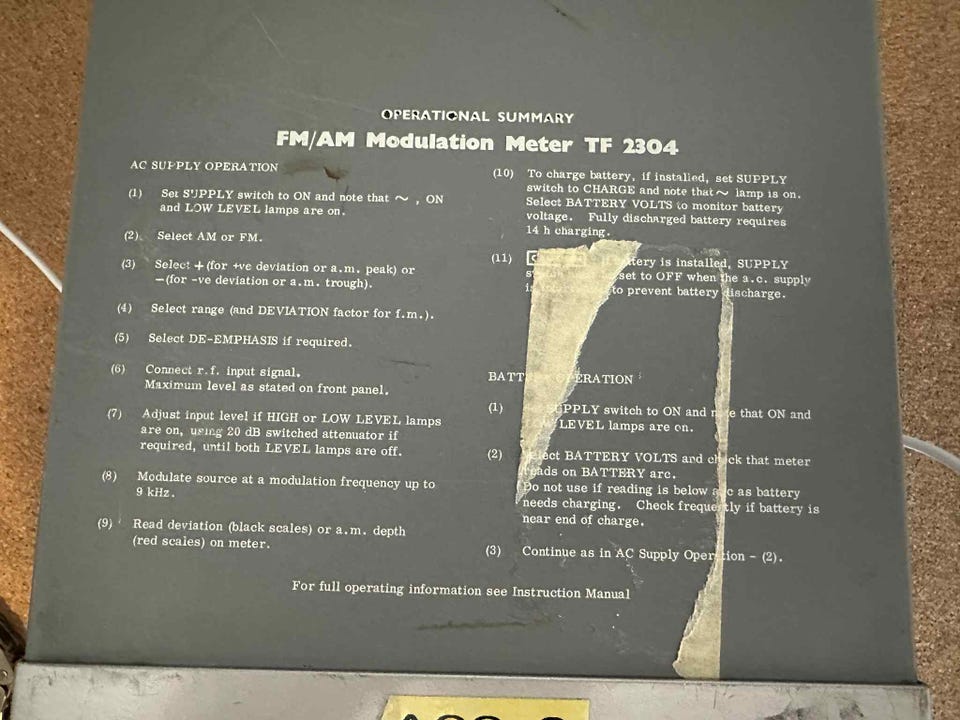 OPERATIONAL SUMMARY
FM/AM Modulation Meter TF 2304
AC SUPPLY OPERATION
(1) Set SUPPLY switch to ON and note that ~ , ON
and LOW LEVEL lamps are on.
(2) Select AM or FM.
(3) Select + (for +ve deviation or a.m. peak) or
— (for -ve deviation or a.m. trough).
(4) Select range (and DEVIATION factor for f.m.).
(5) Select DE-EMPHASIS if required.
(6) Connect r.f. input signal.
Maximum level as stated on front panel.
(7) Adjust input level if HIGH or LOW LEVEL lamps
are on, using 20 dB switched attenuator if
required, until both LEVEL lamps are off.
(8) Modulate source at a modulation frequency up to
9 kHz.
(9) Read deviation (black scales) or a.m. depth
(red scales) on meter.
(10) To charge battery, if installed, set SUPPLY
switch to CHARGE and note that ~ lamp is on.
Select BATTERY VOLTS to monitor battery
voltage. Fully discharged battery requires
14 h charging.
(11) If battery is installed, SUPPLY
set to OFF when the a.c. supply
to prevent battery discharge.
BATTERY OPERATION
(1) SUPPLY switch to ON and note that ON and
LEVEL lamps are on.
(2) Select BATTERY VOLTS and check that meter
reads on BATTERY arc.
Do not use if reading is below arc as battery
needs charging. Check frequently if battery is
near end of charge.
(3) Continue as in AC Supply Operation - (2).
For full operating information see Instruction Manual